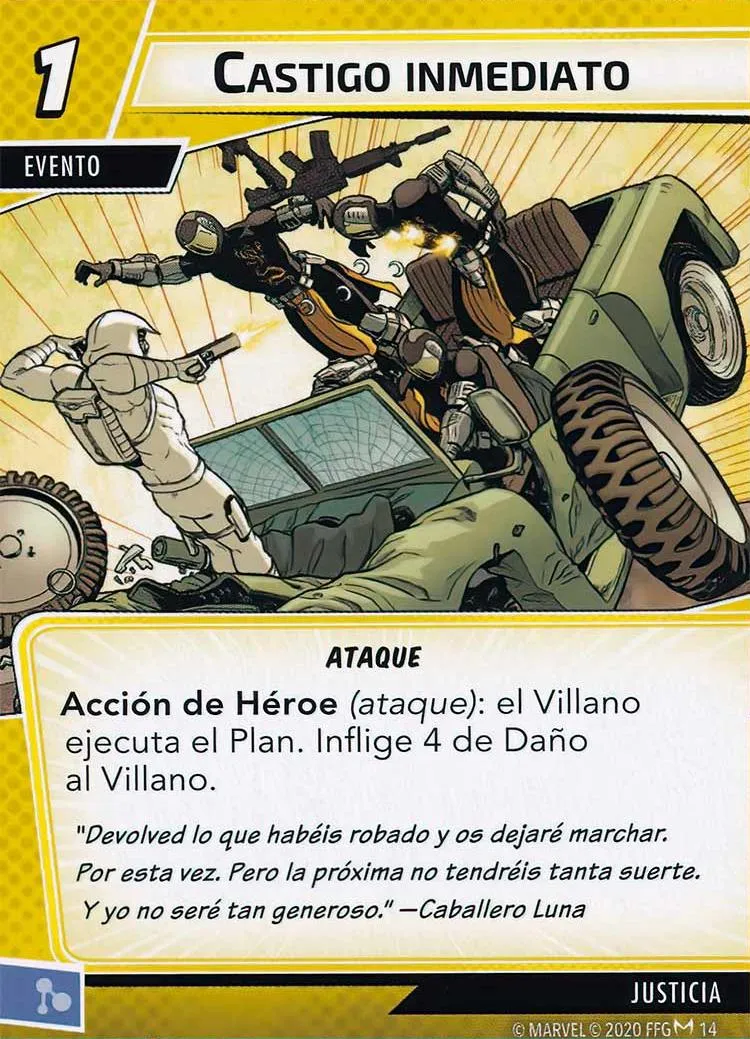 1
CASTIGO INMEDIATO
EVENTO
ATAQUE
Acción de Héroe (ataque): el Villano
ejecuta el Plan. Inflige 4 de Daño
al Villano.
"Devolved lo que habéis robado y os dejaré marchar.
Por esta vez. Pero la próxima no tendréis tanta suerte.
Y yo no seré tan generoso." —Caballero Luna
JUSTICIA
© MARVEL © 2020 FFG 14